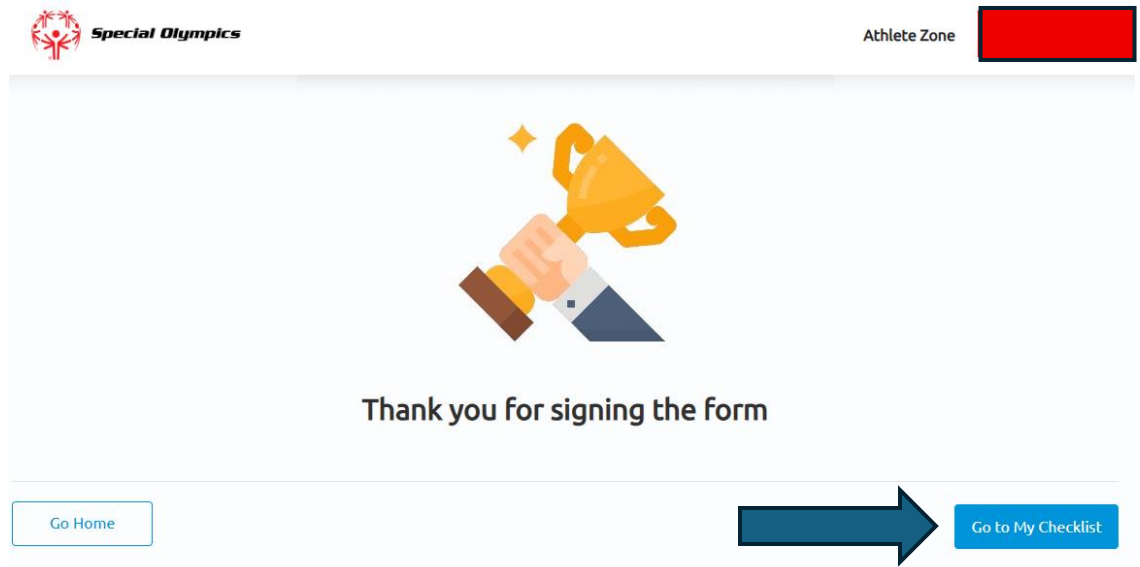 Special Olympics
Athlete Zone
Thank you for signing the form
Go Home
Go to My Checklist